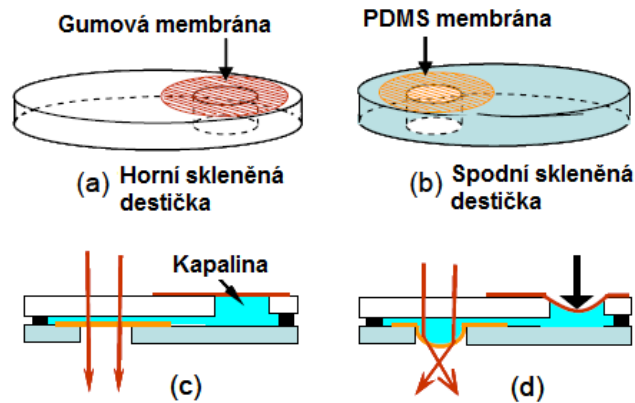 Gumová membrána
PDMS membrána
(a) Horní skleněná
destička
(b) Spodní skleněná
destička
Kapalina
(c)
(d)